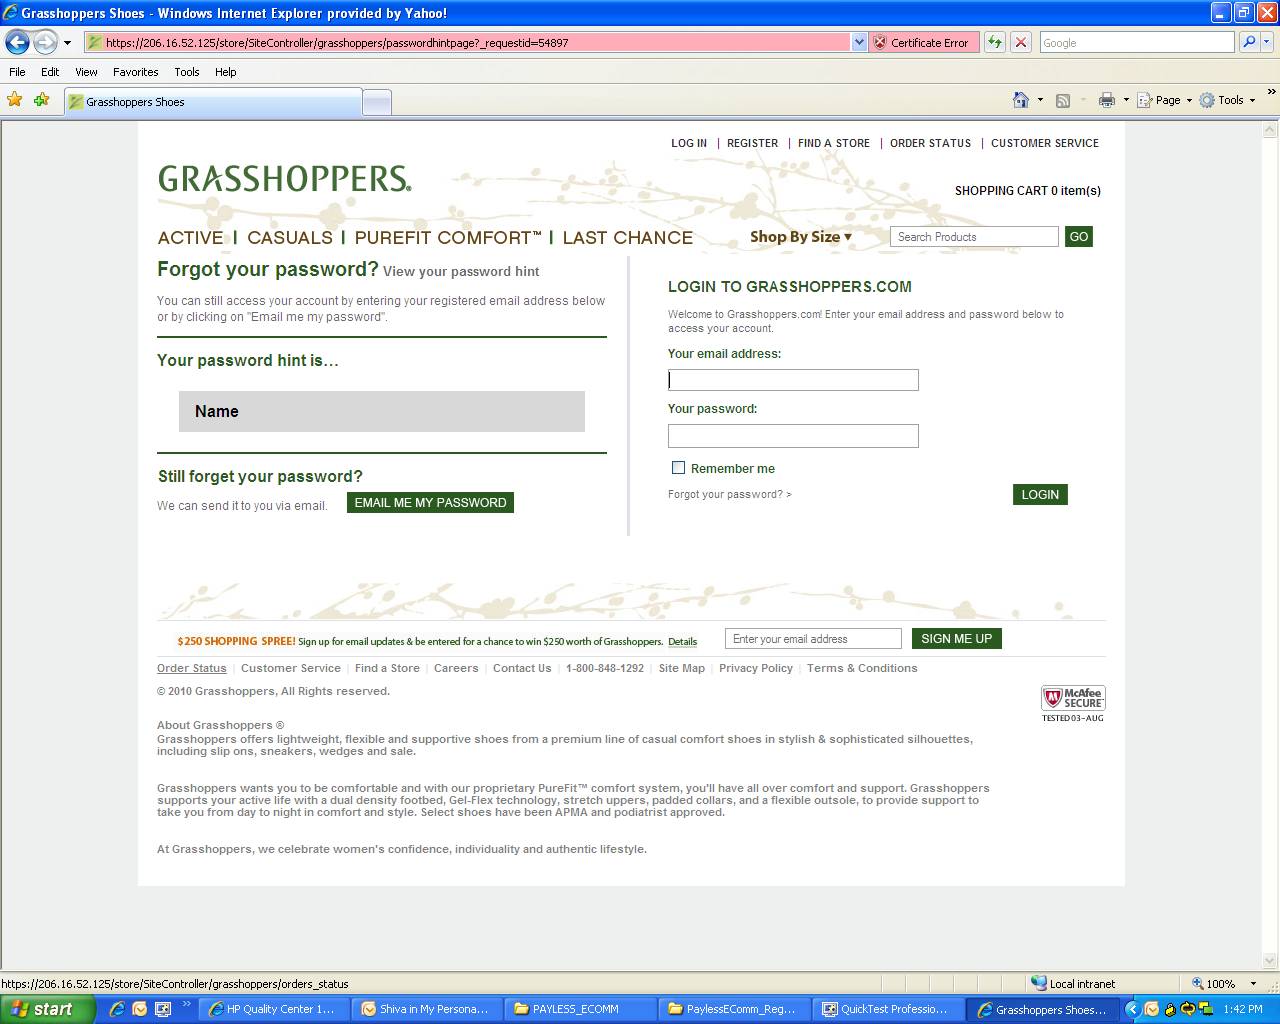 Grasshoppers Shoes - Windows Internet Explorer provided by Yahoo!
https://206.16.52.125/store/SiteController/grasshoppers/passwordhintpage?_requestid=54897
Certificate Error
Google
File Edit View Favorites Tools Help
Grasshoppers Shoes
Page Tools
LOG IN | REGISTER | FIND A STORE | ORDER STATUS | CUSTOMER SERVICE
GRASSHOPPERS®
SHOPPING CART 0 item(s)
ACTIVE | CASUALS | PUREFIT COMFORT™ | LAST CHANCE
Shop By Size
Search Products
GO
Forgot your password? View your password hint
You can still access your account by entering your registered email address below
or by clicking on "Email me my password".
Your password hint is...
Name
Still forget your password?
We can send it to you via email.
EMAIL ME MY PASSWORD
LOGIN TO GRASSHOPPERS.COM
Welcome to Grasshoppers.com! Enter your email address and password below to
access your account.
Your email address:
Your password:
Remember me
Forgot your password? >
LOGIN
$250 SHOPPING SPREE! Sign up for email updates & be entered for a chance to win $250 worth of Grasshoppers. Details
Enter your email address
SIGN ME UP
Order Status | Customer Service | Find a Store | Careers | Contact Us | 1-800-848-1292 | Site Map | Privacy Policy | Terms & Conditions
© 2010 Grasshoppers, All Rights reserved.
McAfee
SECURE
TESTED 03-AUG
About Grasshoppers ®
Grasshoppers offers lightweight, flexible and supportive shoes from a premium line of casual comfort shoes in stylish & sophisticated silhouettes,
including slip ons, sneakers, wedges and sale.
Grasshoppers wants you to be comfortable and with our proprietary PureFit™ comfort system, you'll have all over comfort and support. Grasshoppers
supports your active life with a dual density footbed, Gel-Flex technology, stretch uppers, padded collars, and a flexible outsole, to provide support to
take you from day to night in comfort and style. Select shoes have been APMA and podiatrist approved.
At Grasshoppers, we celebrate women's confidence, individuality and authentic lifestyle.
https://206.16.52.125/store/SiteController/grasshoppers/orders_status
Local intranet
100%
start
HP Quality Center 1...
Shiva in My Persona...
PAYLESS_ECOMM
PaylessEComm_Reg...
QuickTest Professio...
Grasshoppers Shoes...
1:42 PM